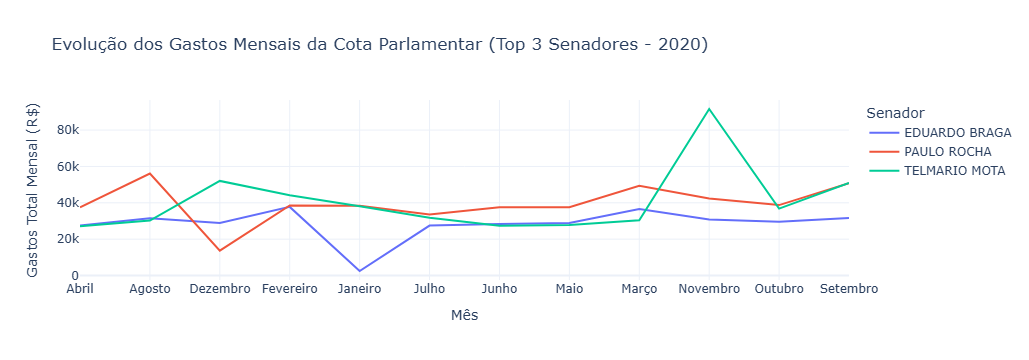 Evolução dos Gastos Mensais da Cota Parlamentar (Top 3 Senadores - 2020)
Gastos Total Mensal (R$)
80k
60k
40k
20k
0
Abril Agosto Dezembro Fevereiro Janeiro Julho Junho Maio Março Novembro Outubro Setembro
Mês
Senador
EDUARDO BRAGA
PAULO ROCHA
TELMARIO MOTA